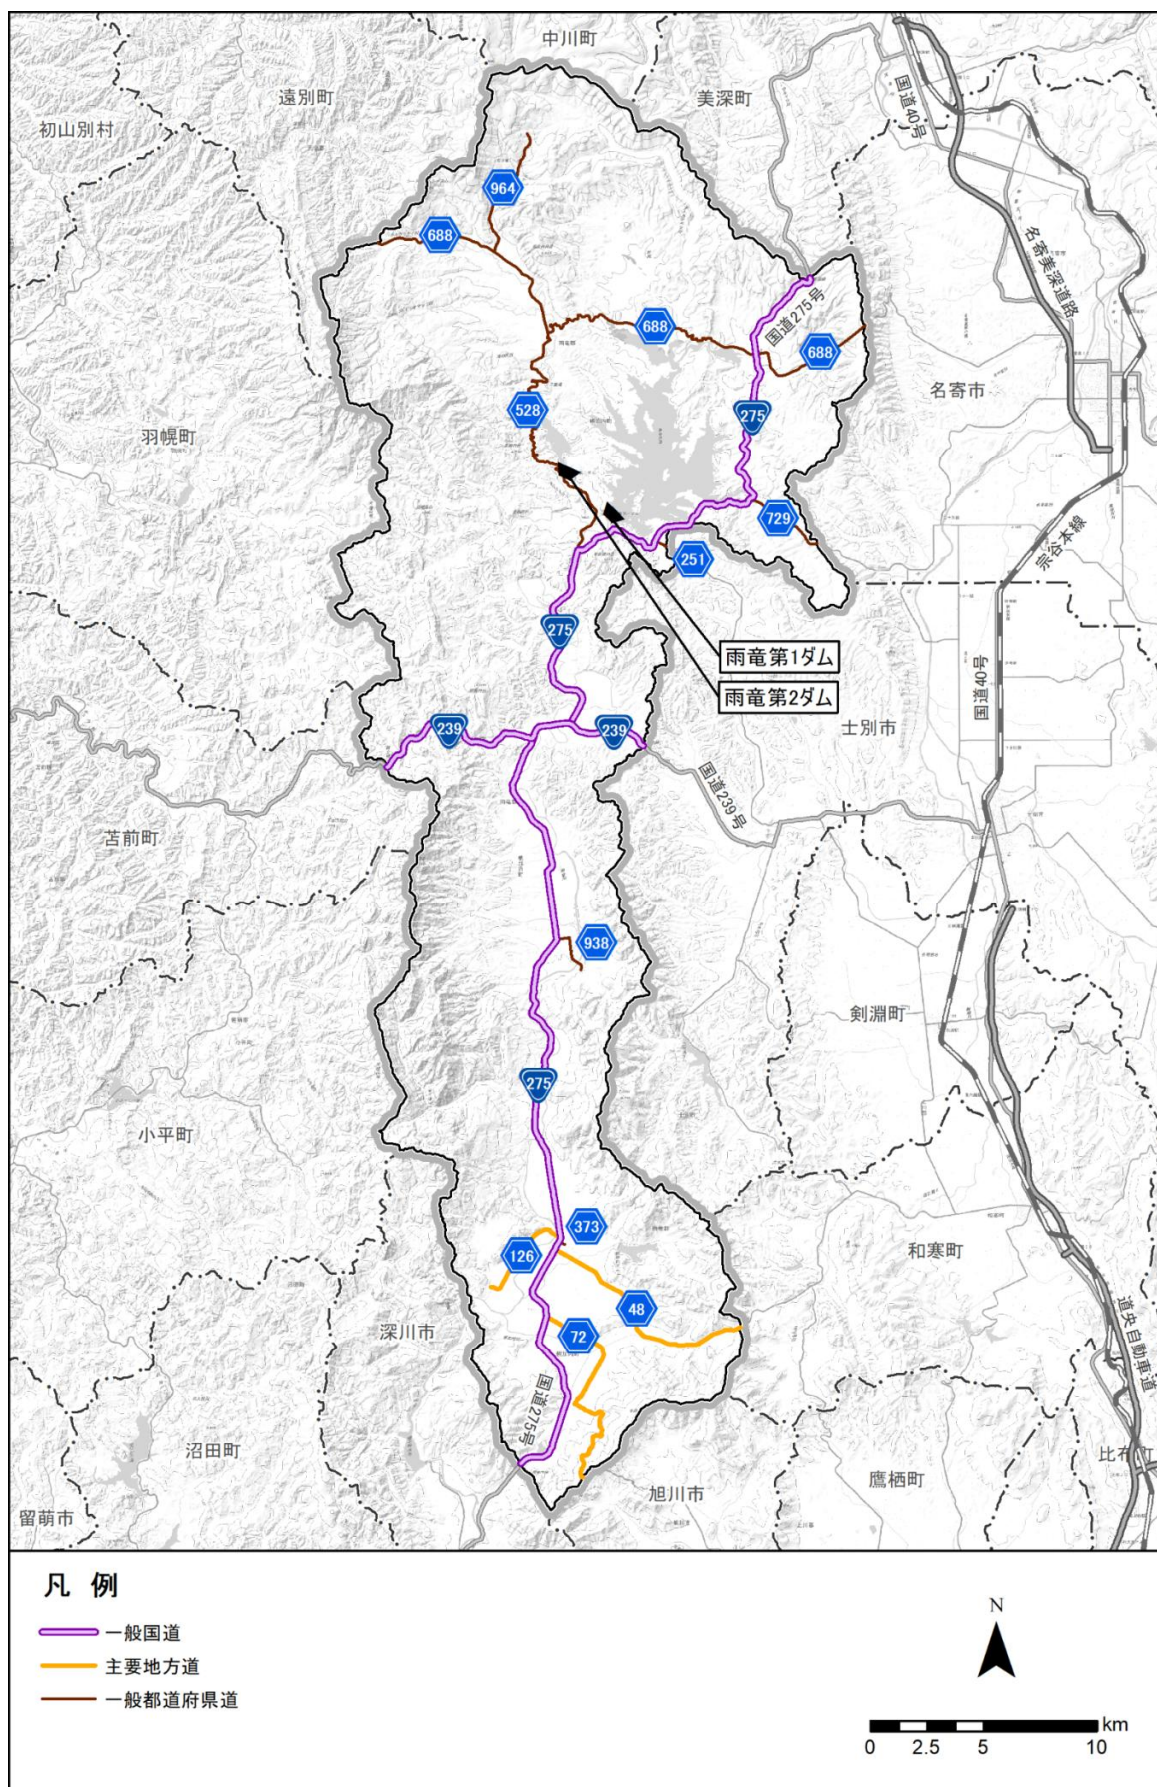 中川町
遠別町
美深町
初山別村
国道40号
964
688
名寄美深道路
国道275号
688
688
名寄市
528
275
羽幌町
729
宗谷本線
251
275
雨竜第1ダム
国道40号
雨竜第2ダム
239
239
士別市
国道239号
苫前町
938
剣淵町
275
小平町
373
126
和寒町
48
深川市
72
道央自動車道
国道275号
沼田町
比布町
旭川市
鷹栖町
留萌市
凡 例
一般国道
主要地方道
一般都道府県道
N
km
0 2.5 5 10